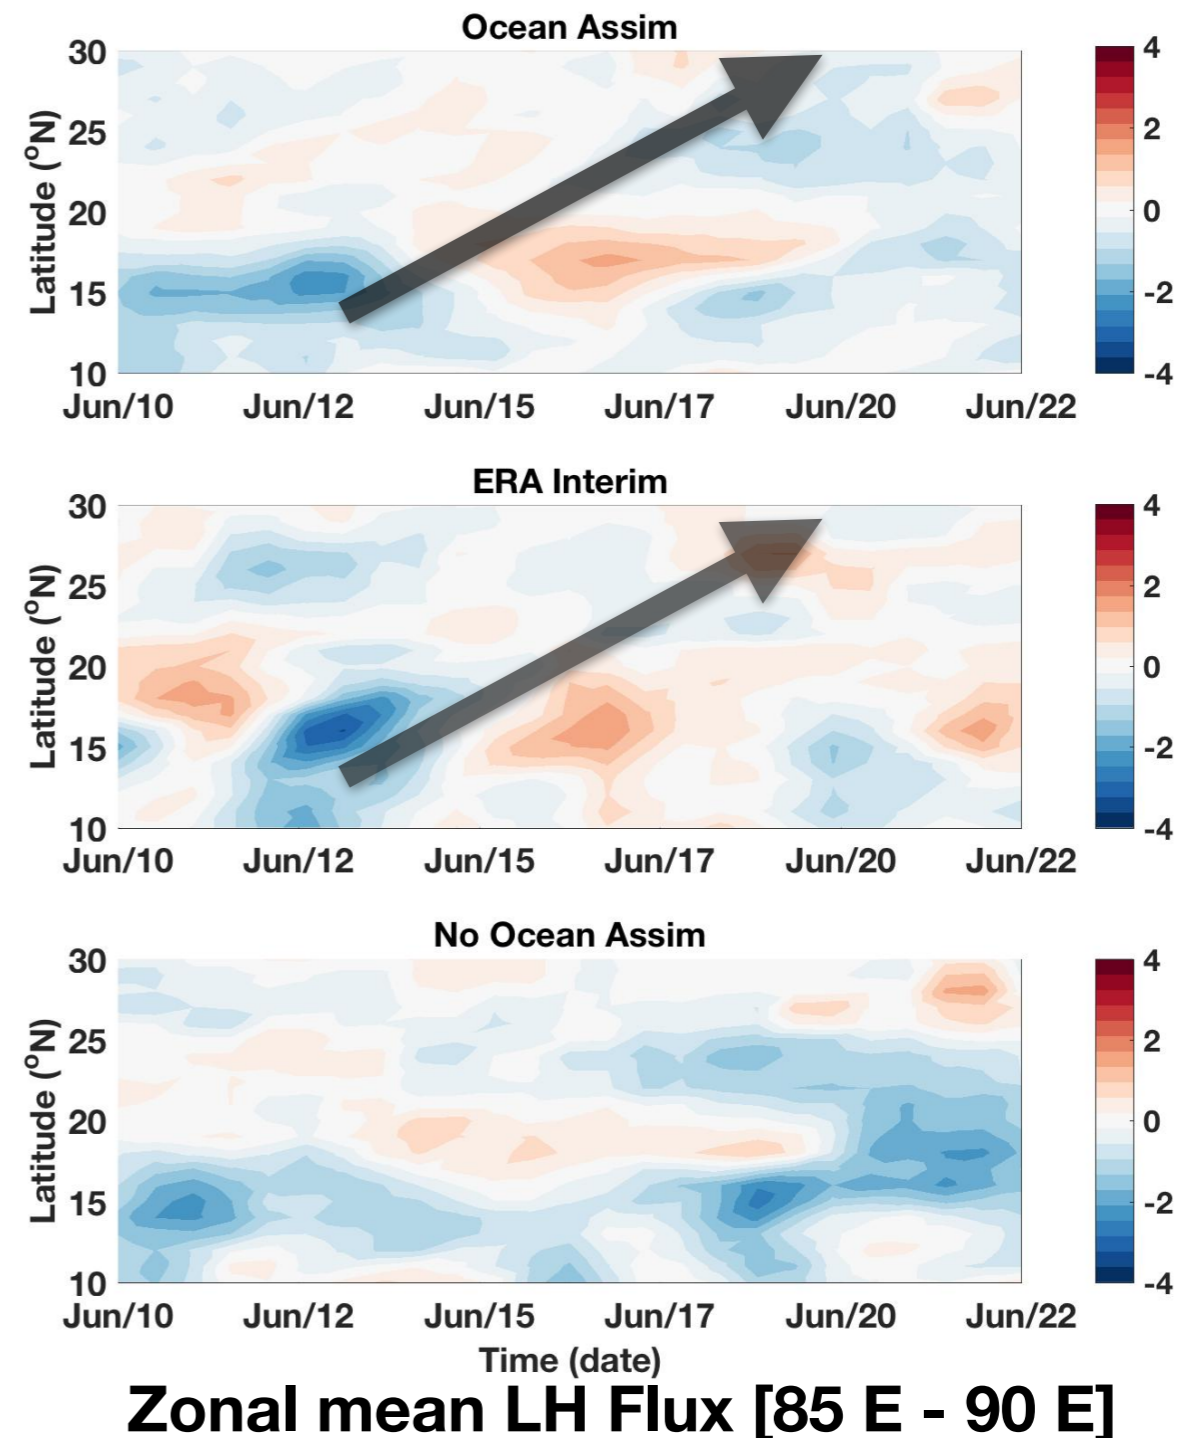 Ocean Assim
30
25
20
15
10
Latitude (°N)
Jun/10 Jun/12 Jun/15 Jun/17 Jun/20 Jun/22
4
2
0
-2
-4
ERA Interim
30
25
20
15
10
Latitude (°N)
Jun/10 Jun/12 Jun/15 Jun/17 Jun/20 Jun/22
4
2
0
-2
-4
No Ocean Assim
30
25
20
15
10
Latitude (°N)
Jun/10 Jun/12 Jun/15 Jun/17 Jun/20 Jun/22
4
2
0
-2
-4
Time (date)
Zonal mean LH Flux [85 E - 90 E]